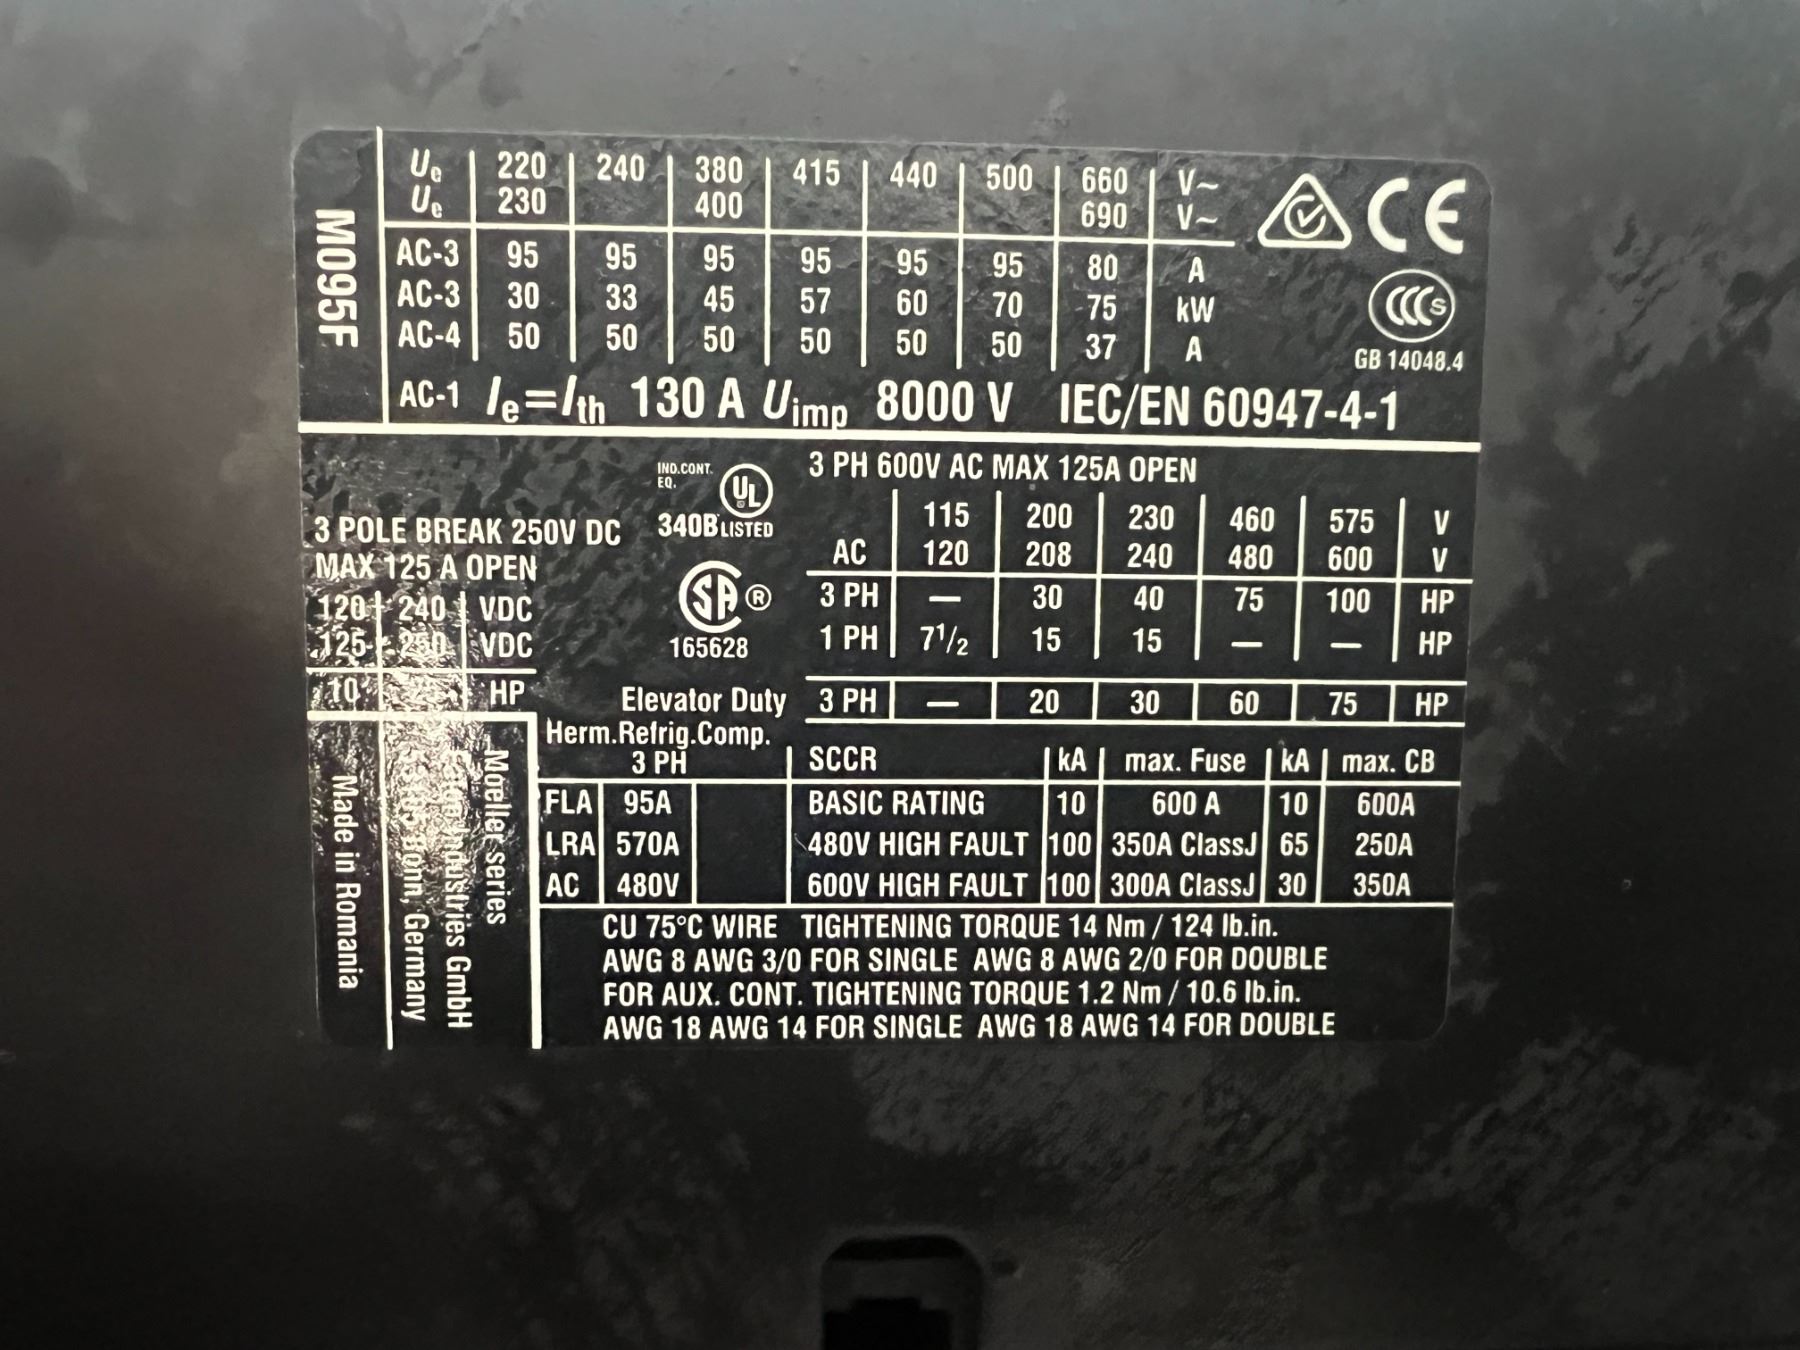 M095F
Ue 220 240 380 415 440 500 660 V~
Ue 230 400 690 V~
AC-3 95 95 95 95 95 95 80 A
AC-3 30 33 45 57 60 70 75 kW
AC-4 50 50 50 50 50 50 37 A
AC-1 Ie=Ith 130 A Uimp 8000 V IEC/EN 60947-4-1
CE
CCC S
GB 14048.4
3 POLE BREAK 250V DC
MAX 125 A OPEN
120 240 VDC
125 250 VDC
10 HP
IND.CONT.
EQ.
UL
340B LISTED
SA ®
165628
3 PH 600V AC MAX 125A OPEN
115 200 230 460 575 V
AC 120 208 240 480 600 V
3 PH — 30 40 75 100 HP
1 PH 7 1/2 15 15 — — HP
Elevator Duty 3 PH — 20 30 60 75 HP
Herm.Refrig.Comp.
3 PH
FLA 95A
LRA 570A
AC 480V
SCCR kA max. Fuse kA max. CB
BASIC RATING 10 600 A 10 600A
480V HIGH FAULT 100 350A ClassJ 65 250A
600V HIGH FAULT 100 300A ClassJ 30 350A
CU 75°C WIRE TIGHTENING TORQUE 14 Nm / 124 lb.in.
AWG 8 AWG 3/0 FOR SINGLE AWG 8 AWG 2/0 FOR DOUBLE
FOR AUX. CONT. TIGHTENING TORQUE 1.2 Nm / 10.6 lb.in.
AWG 18 AWG 14 FOR SINGLE AWG 18 AWG 14 FOR DOUBLE
Moeller series
Industries GmbH
Bonn, Germany
Made in Romania